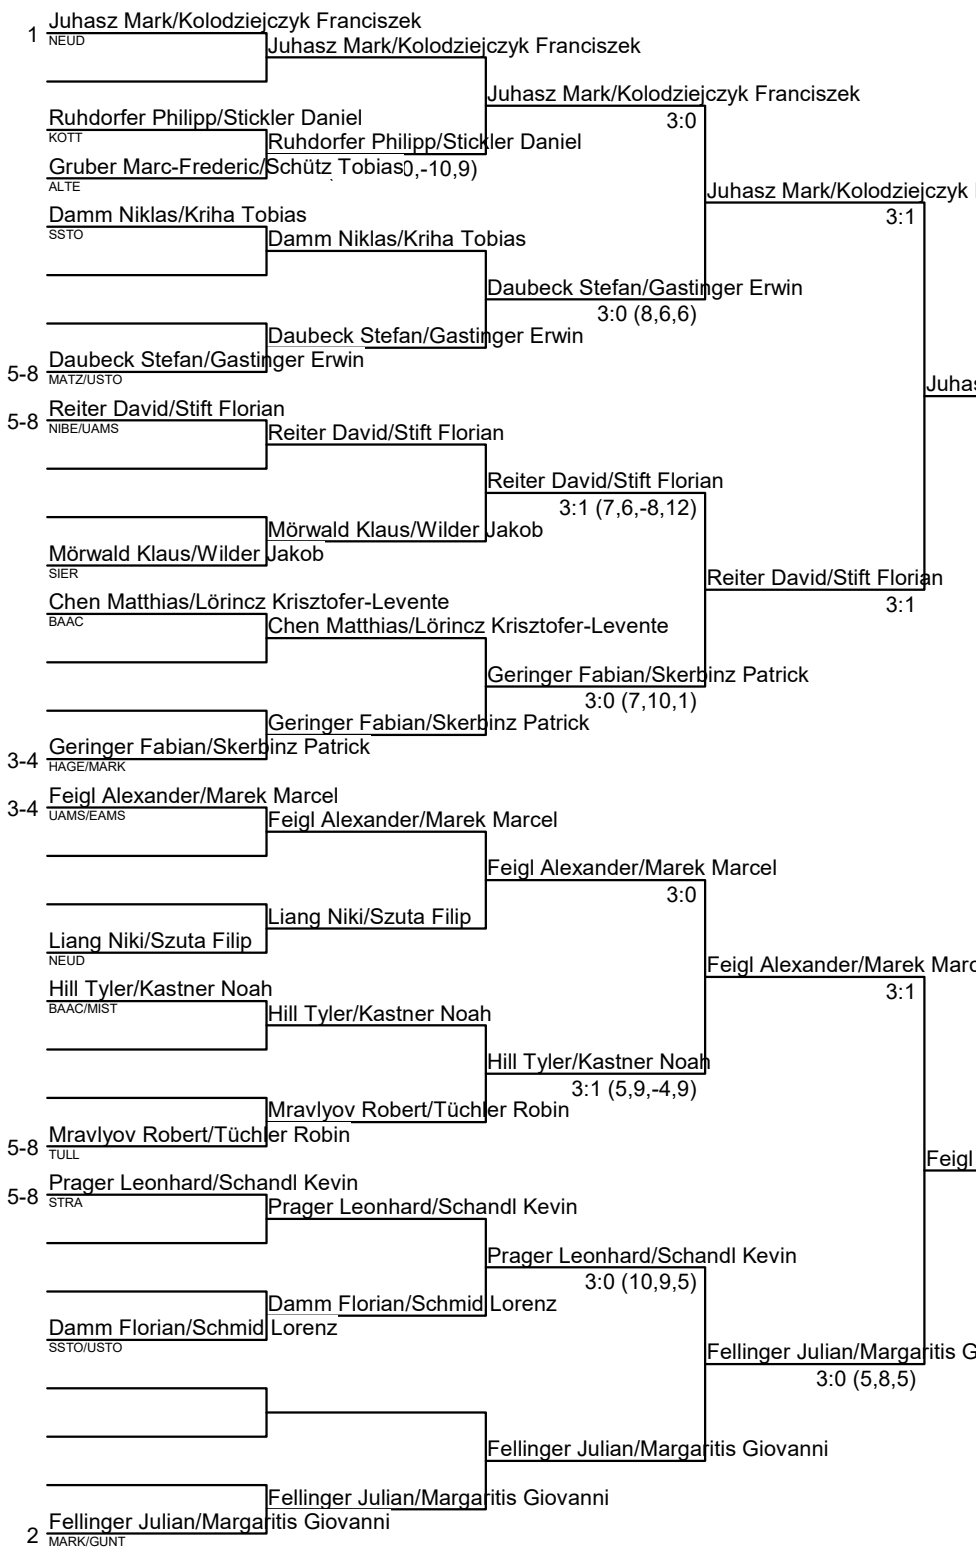 Juhasz Mark/Kolodziejczyk Franciszek
1
NEUD
Juhasz Mark/Kolodziejczyk Franciszek
Juhasz Mark/Kolodziejczyk Franciszek
3:0
Ruhdorfer Philipp/Stickler Daniel
KOTT
Ruhdorfer Philipp/Stickler Daniel
Gruber Marc-Frederic/Schütz Tobias
,-10,9)
ALTE
Juhasz Mark/Kolodziejczyk
3:1
Damm Niklas/Kriha Tobias
SSTO
Damm Niklas/Kriha Tobias
Daubeck Stefan/Gastinger Erwin
3:0 (8,6,6)
Daubeck Stefan/Gastinger Erwin
Daubeck Stefan/Gastinger Erwin
5-8
MATZ/USTO
Juhas
Reiter David/Stift Florian
5-8
NIBE/UAMS
Reiter David/Stift Florian
Reiter David/Stift Florian
3:1 (7,6,-8,12)
Mörwald Klaus/Wilder Jakob
Mörwald Klaus/Wilder Jakob
SIER
Reiter David/Stift Florian
3:1
Chen Matthias/Lörincz Krisztofer-Levente
BAAC
Chen Matthias/Lörincz Krisztofer-Levente
Geringer Fabian/Skerbinz Patrick
3:0 (7,10,1)
Geringer Fabian/Skerbinz Patrick
Geringer Fabian/Skerbinz Patrick
3-4
HAGE/MARK
Feigl Alexander/Marek Marcel
3-4
UAMS/EAMS
Feigl Alexander/Marek Marcel
Feigl Alexander/Marek Marcel
3:0
Liang Niki/Szuta Filip
Liang Niki/Szuta Filip
NEUD
Feigl Alexander/Marek Marc
3:1
Hill Tyler/Kastner Noah
BAAC/MIST
Hill Tyler/Kastner Noah
Hill Tyler/Kastner Noah
3:1 (5,9,-4,9)
Mravlyov Robert/Tüchler Robin
Mravlyov Robert/Tüchler Robin
5-8
TULL
Feigl
Prager Leonhard/Schandl Kevin
5-8
STRA
Prager Leonhard/Schandl Kevin
Prager Leonhard/Schandl Kevin
3:0 (10,9,5)
Damm Florian/Schmid Lorenz
Damm Florian/Schmid Lorenz
SSTO/USTO
Fellinger Julian/Margaritis G
3:0 (5,8,5)
Fellinger Julian/Margaritis Giovanni
Fellinger Julian/Margaritis Giovanni
Fellinger Julian/Margaritis Giovanni
2
MARK/GUNT